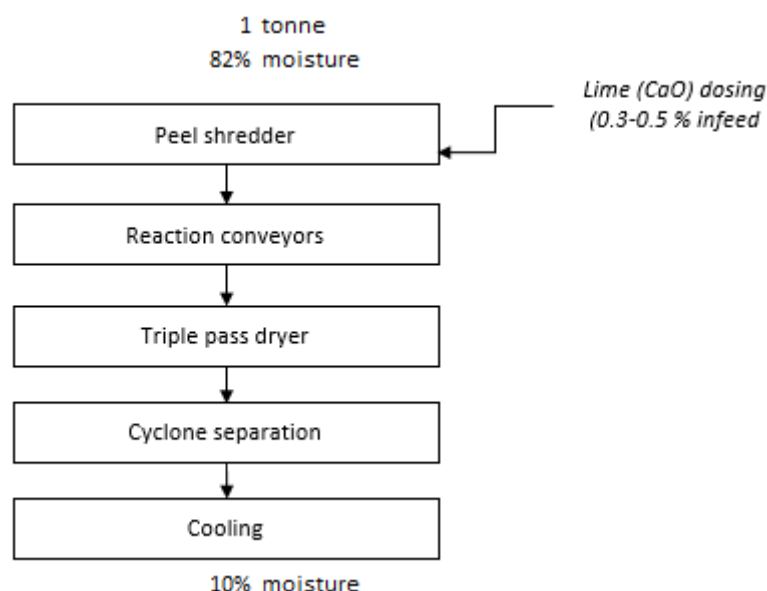 1 tonne
82% moisture
Lime (CaO) dosing
(0.3-0.5 % infeed
Peel shredder
Reaction conveyors
Triple pass dryer
Cyclone separation
Cooling
10% moisture